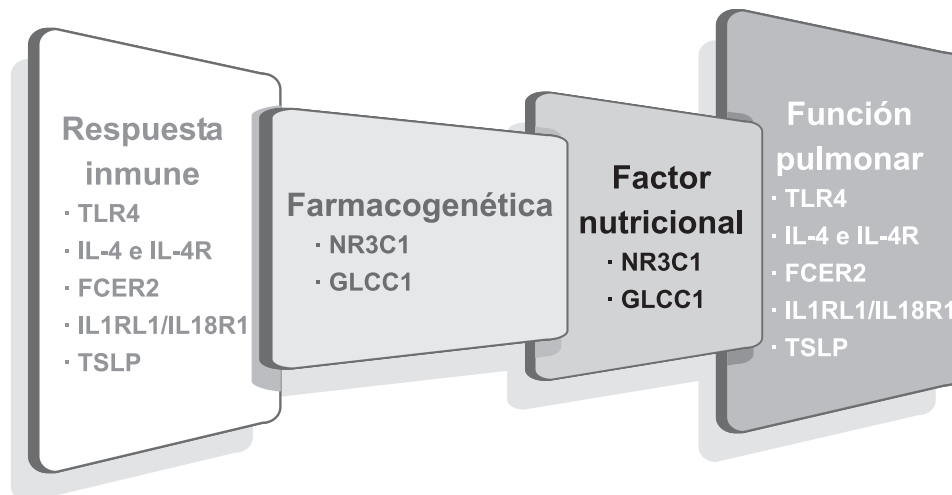 Respuesta
inmune
· TLR4
· IL-4 e IL-4R
· FCER2
· IL1RL1/IL18R1
· TSLP
Farmacogenética
· NR3C1
· GLCC1
Factor
nutricional
· NR3C1
· GLCC1
Función
pulmonar
· TLR4
· IL-4 e IL-4R
· FCER2
· IL1RL1/IL18R1
· TSLP